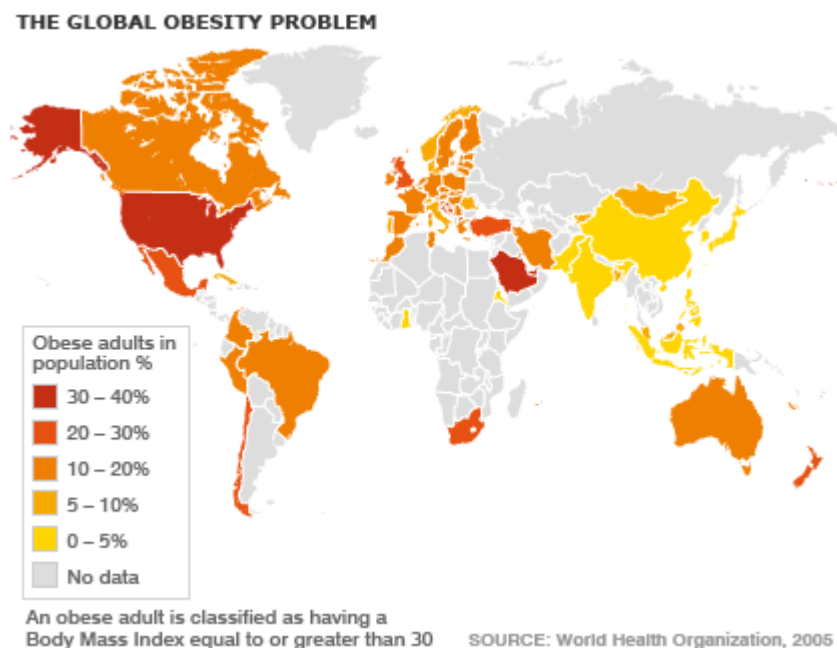 THE GLOBAL OBESITY PROBLEM
Obese adults in
population %
30 – 40%
20 – 30%
10 – 20%
5 – 10%
0 – 5%
No data
An obese adult is classified as having a
Body Mass Index equal to or greater than 30
SOURCE: World Health Organization, 2005